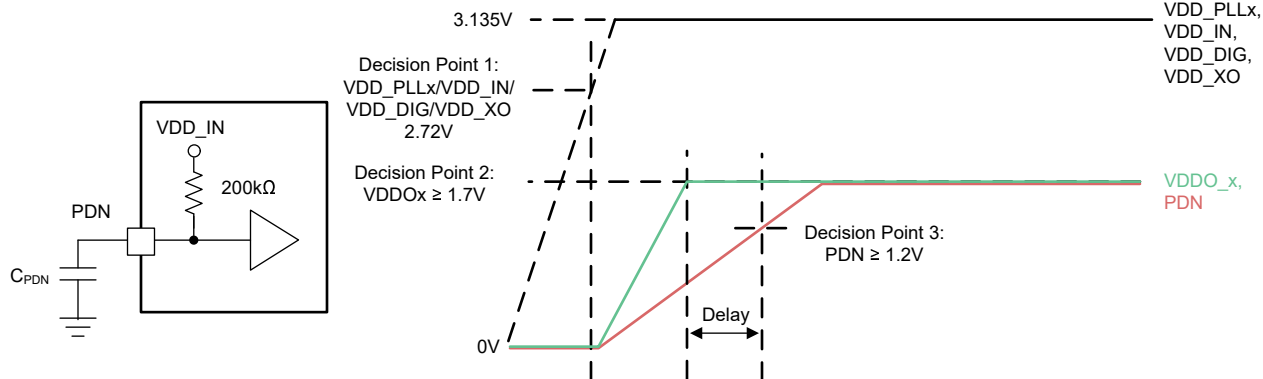 VDD_IN
200kΩ
PDN
CPDN
3.135V
Decision Point 1:
VDD_PLLx/VDD_IN/
VDD_DIG/VDD_XO
2.72V
Decision Point 2:
VDDOx ≥ 1.7V
0V
Delay
Decision Point 3:
PDN ≥ 1.2V
VDD_PLLx,
VDD_IN,
VDD_DIG,
VDD_XO
VDDO_x,
PDN